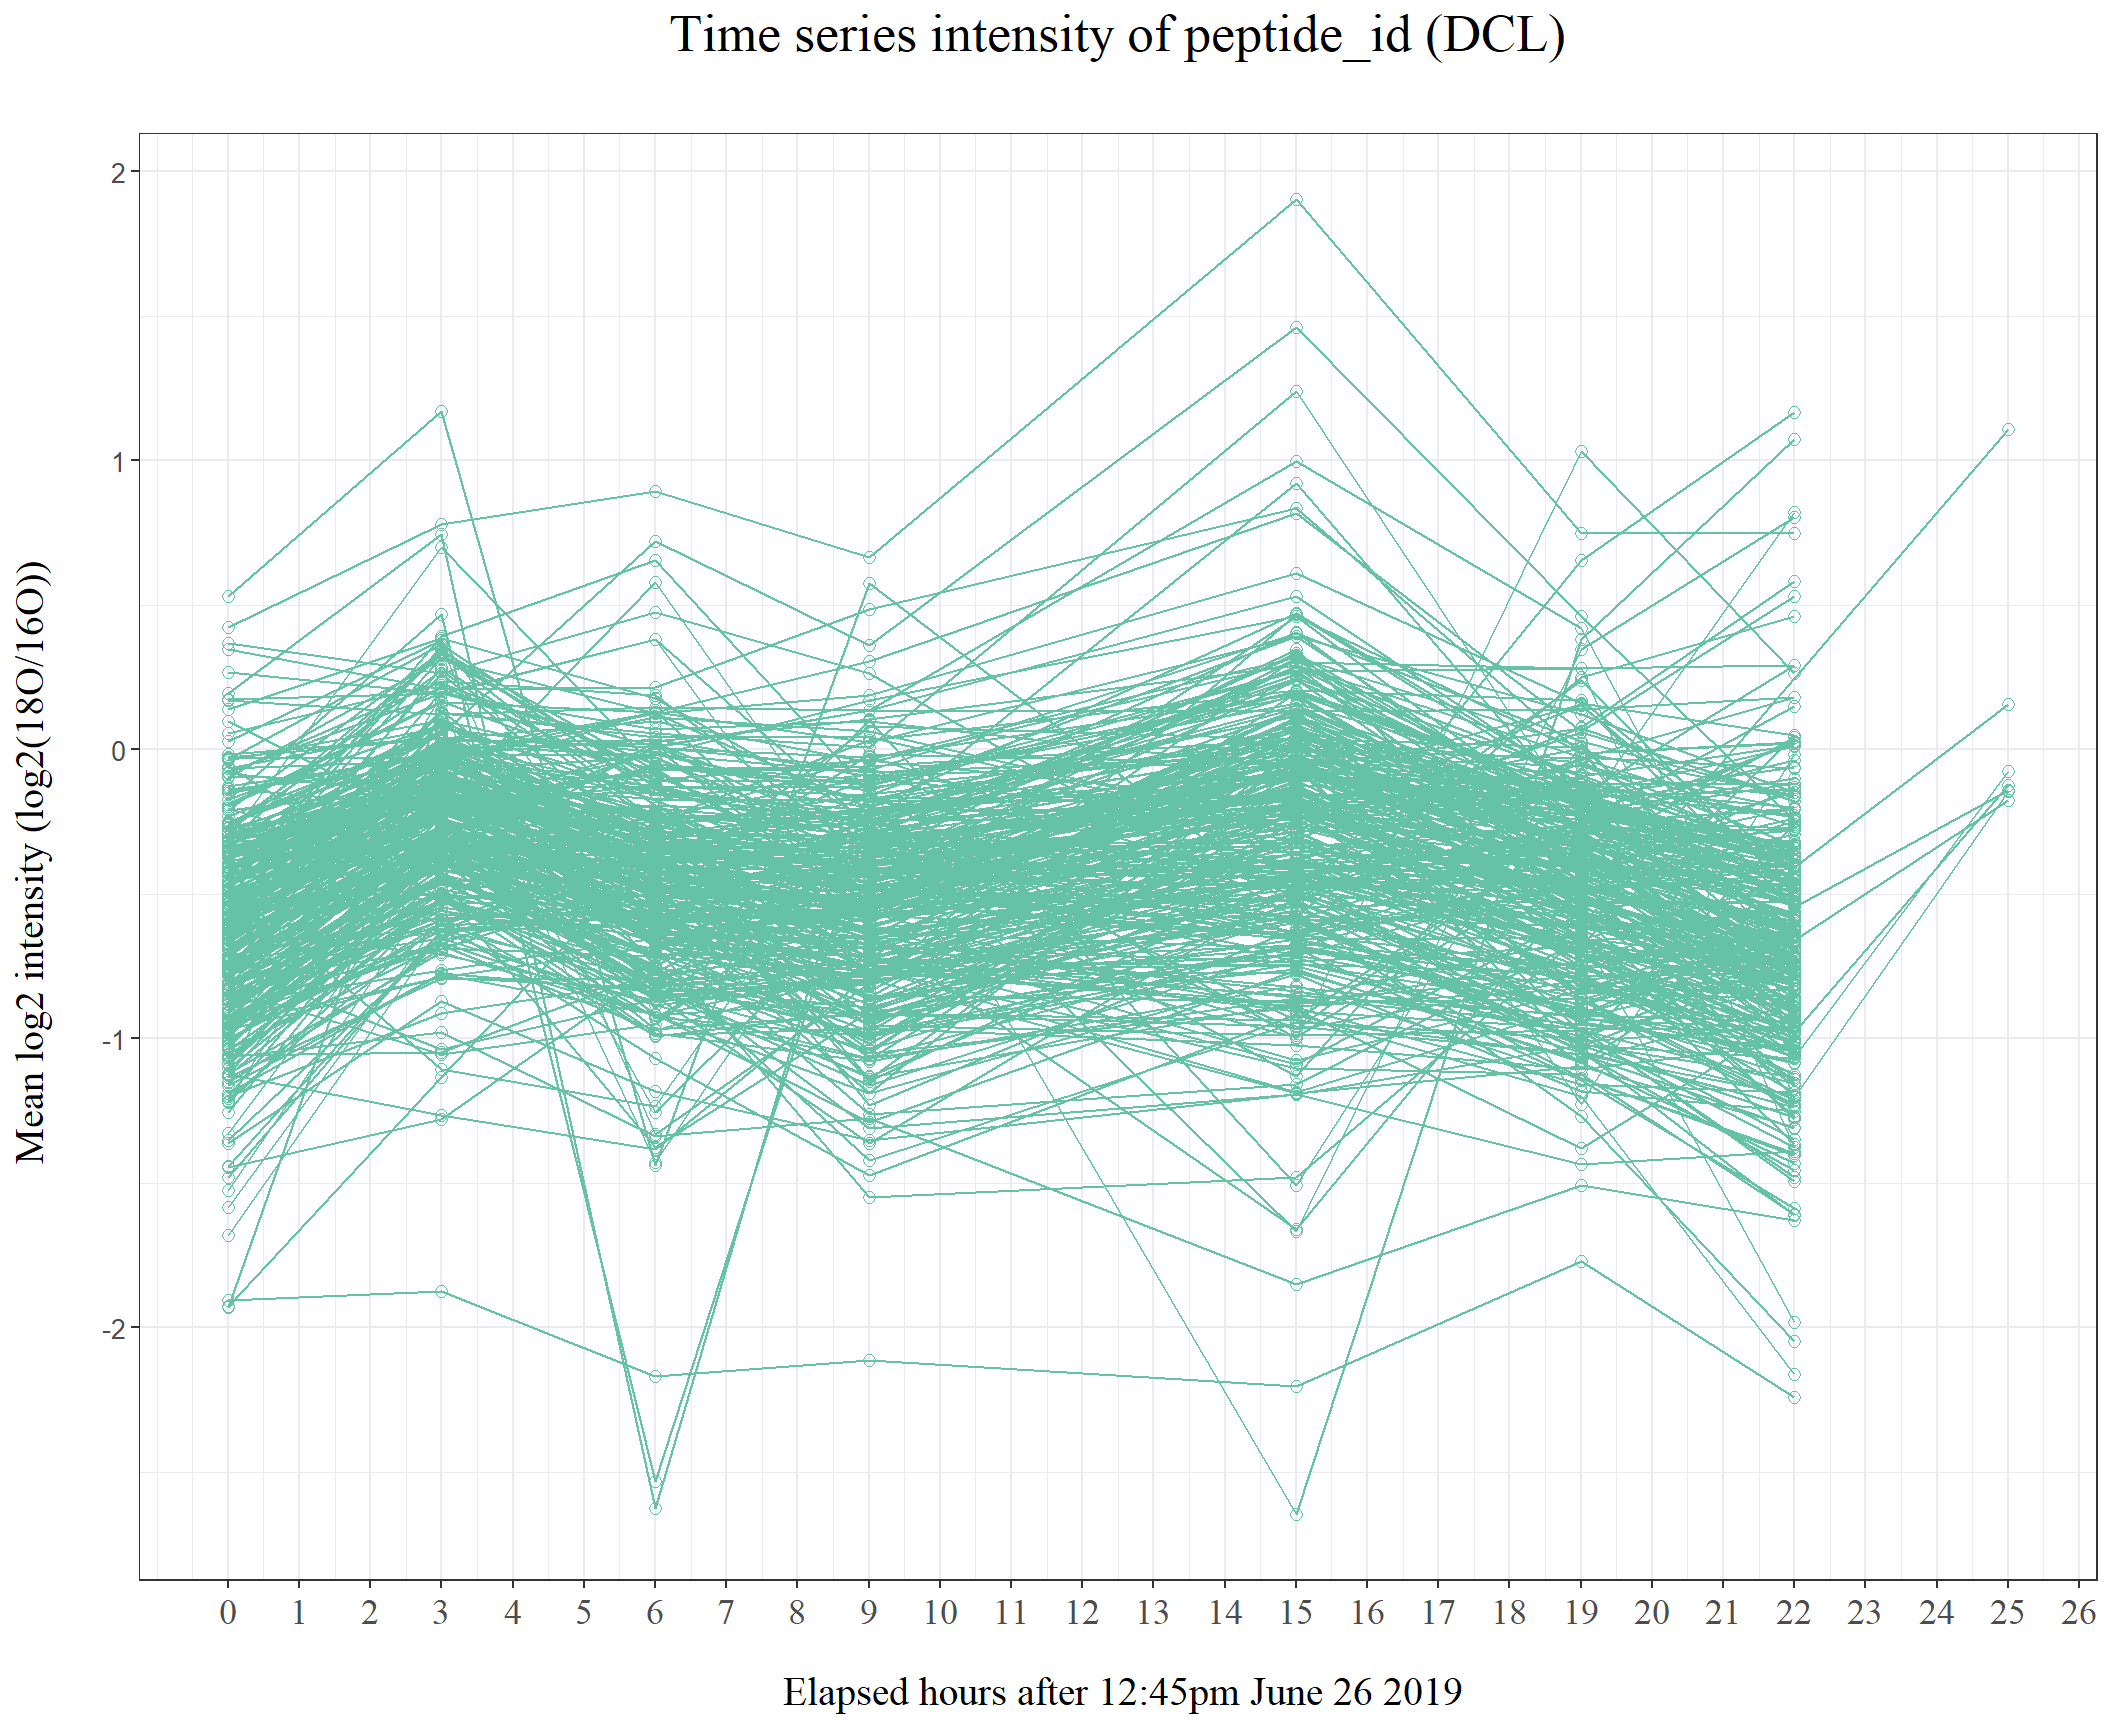 Time series intensity of peptide_id (DCL)
Mean log2 intensity (log2(18O/16O))
2
1
0
-1
-2
0 1 2 3 4 5 6 7 8 9 10 11 12 13 14 15 16 17 18 19 20 21 22 23 24 25 26
Elapsed hours after 12:45pm June 26 2019